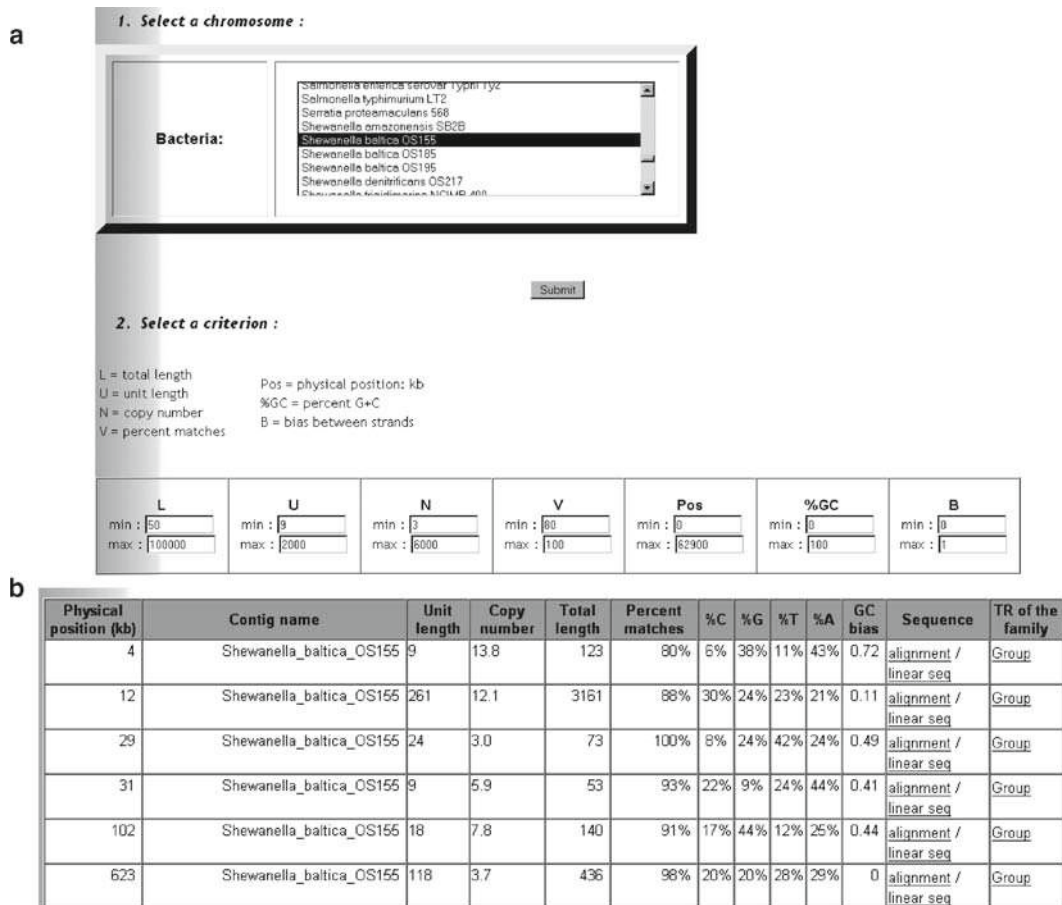 a
1. Select a chromosome :
Bacteria:
Salmonella enterica serovar Typhi Ty2
Salmonella typhimurium LT2
Serratia proteamaculans 568
Shewanella amazonensis SB2B
Shewanella baltica OS155
Shewanella baltica OS185
Shewanella baltica OS195
Shewanella denitrificans OS217
Shewanella frigidimarina NCIMB 400
Submit
2. Select a criterion :
L = total length
U = unit length
N = copy number
V = percent matches
Pos = physical position: kb
%GC = percent G+C
B = bias between strands
L U N V Pos %GC B
min : 50 min : 9 min : 3 min : 80 min : 0 min : 0 min : 0
max : 100000 max : 2000 max : 6000 max : 100 max : 62900 max : 100 max : 1
b
Physical position (kb) Contig name Unit length Copy number Total length Percent matches %C %G %T %A GC bias Sequence TR of the family
4 Shewanella_baltica_OS155 9 13.8 123 80% 6% 38% 11% 43% 0.72 alignment / linear seq Group
12 Shewanella_baltica_OS155 261 12.1 3161 88% 30% 24% 23% 21% 0.11 alignment / linear seq Group
29 Shewanella_baltica_OS155 24 3.0 73 100% 8% 24% 42% 24% 0.49 alignment / linear seq Group
31 Shewanella_baltica_OS155 9 5.9 53 93% 22% 9% 24% 44% 0.41 alignment / linear seq Group
102 Shewanella_baltica_OS155 18 7.8 140 91% 17% 44% 12% 25% 0.44 alignment / linear seq Group
623 Shewanella_baltica_OS155 118 3.7 436 98% 20% 20% 28% 29% 0 alignment / linear seq Group